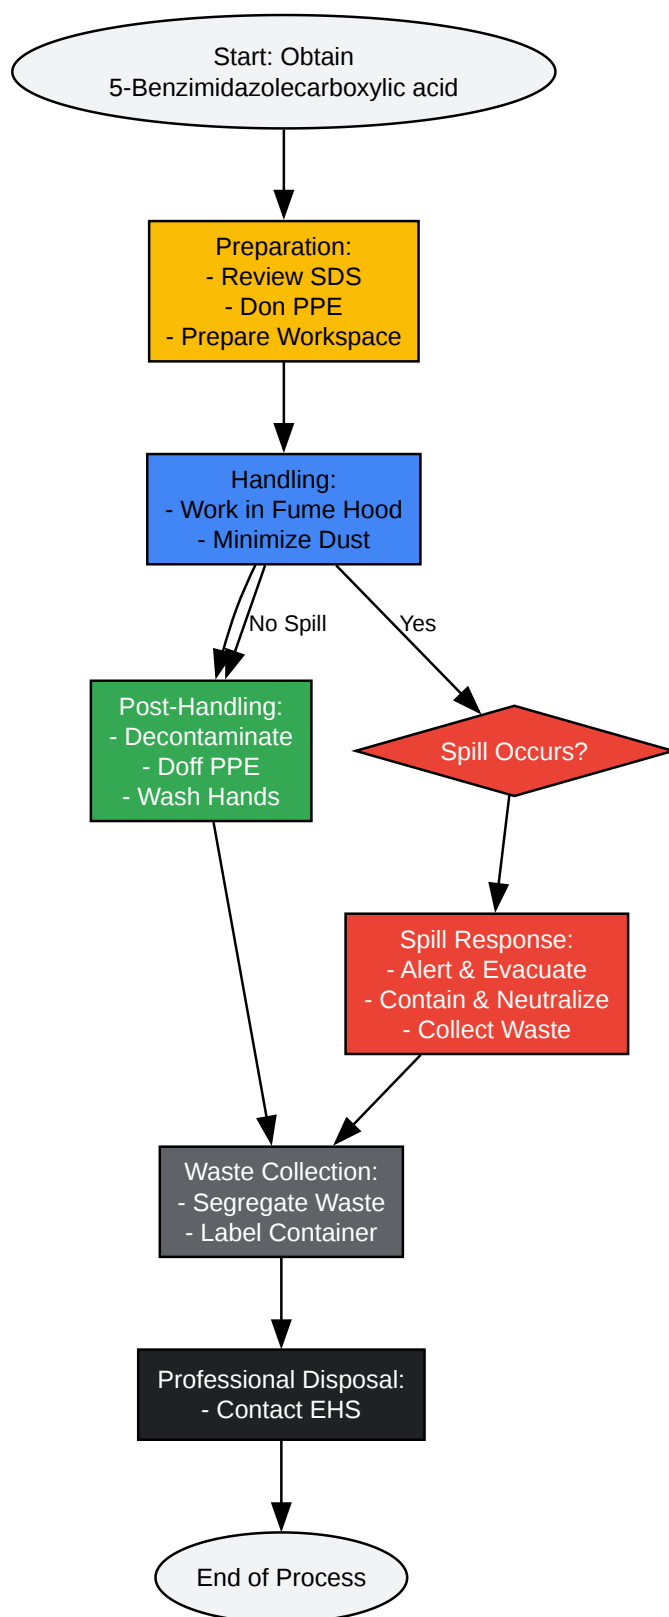 Start: Obtain
5-Benzimidazolecarboxylic acid
Preparation:
- Review SDS
- Don PPE
- Prepare Workspace
Handling:
- Work in Fume Hood
- Minimize Dust
No Spill
Yes
Post-Handling:
- Decontaminate
- Doff PPE
- Wash Hands
Spill Occurs?
Spill Response:
- Alert & Evacuate
- Contain & Neutralize
- Collect Waste
Waste Collection:
- Segregate Waste
- Label Container
Professional Disposal:
- Contact EHS
End of Process